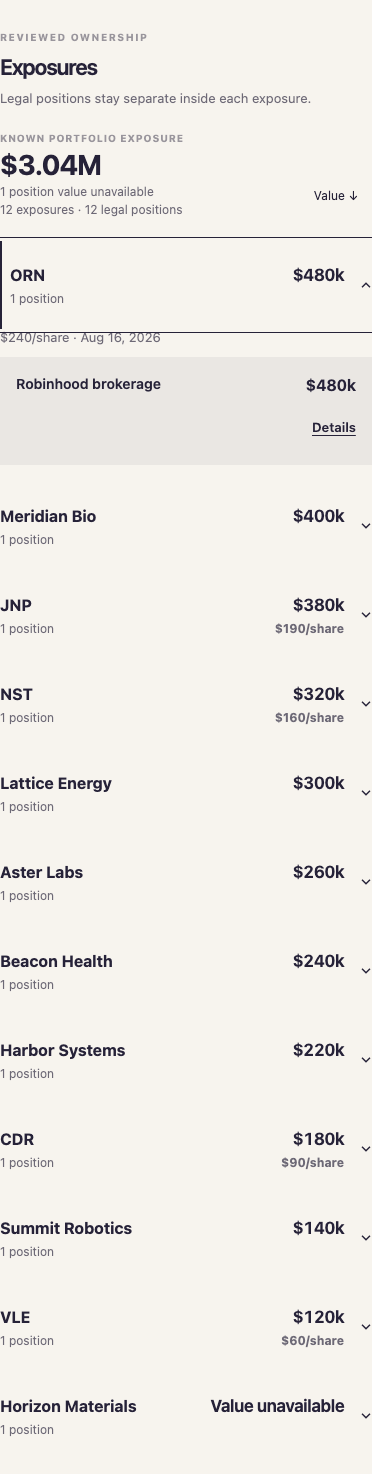 REVIEWED OWNERSHIP
Exposures
Legal positions stay separate inside each exposure.
KNOWN PORTFOLIO EXPOSURE
$3.04M
1 position value unavailable
12 exposures · 12 legal positions
Value ↓
ORN $480k
1 position
$240/share · Aug 16, 2026
Robinhood brokerage $480k
Details
Meridian Bio $400k
1 position
JNP $380k
1 position $190/share
NST $320k
1 position $160/share
Lattice Energy $300k
1 position
Aster Labs $260k
1 position
Beacon Health $240k
1 position
Harbor Systems $220k
1 position
CDR $180k
1 position $90/share
Summit Robotics $140k
1 position
VLE $120k
1 position $60/share
Horizon Materials Value unavailable
1 position